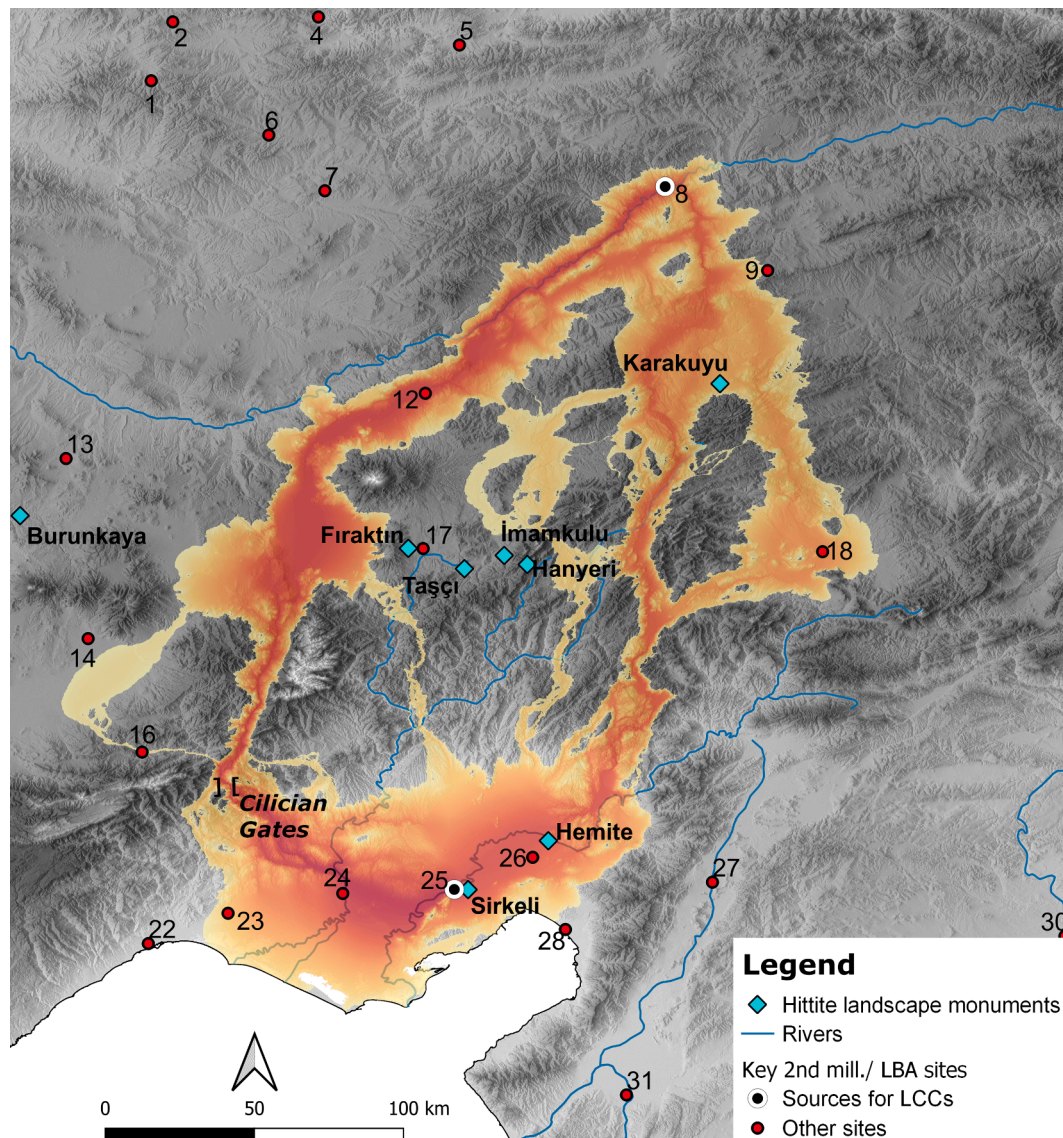 2
4
5
1
6
7
8
9
Karakuyu
12
13
Burunkaya
Fıraktın
17
İmamkulu
Hanyeri
Taşçı
18
14
16
] [
Cilician
Gates
Hemite
26
25
24
27
Sirkeli
23
22
28
30
31
Legend
Hittite landscape monuments
Rivers
Key 2nd mill./ LBA sites
Sources for LCCs
Other sites
0 50 100 km